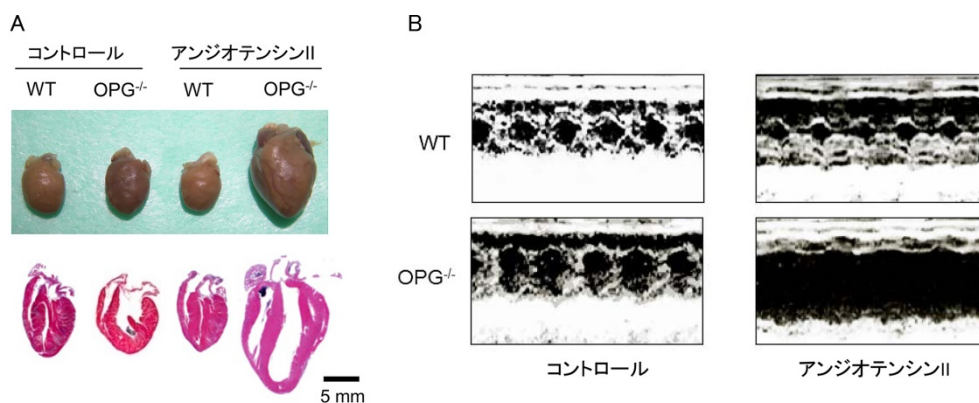 A
コントロール アンジオテンシンII
WT OPG-/- WT OPG-/-
5 mm
B
WT
OPG-/-
コントロール アンジオテンシンII